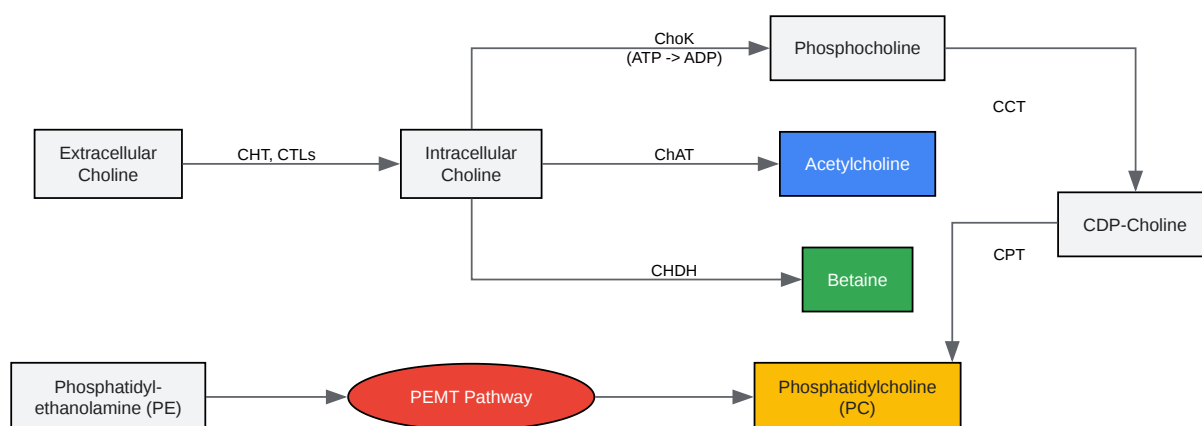 ChoK
(ATP -> ADP)
Phosphocholine
CCT
Extracellular
Choline
CHT, CTLs
Intracellular
Choline
ChAT
Acetylcholine
CDP-Choline
CPT
CHDH
Betaine
Phosphatidyl-
ethanolamine (PE)
PEMT Pathway
Phosphatidylcholine
(PC)